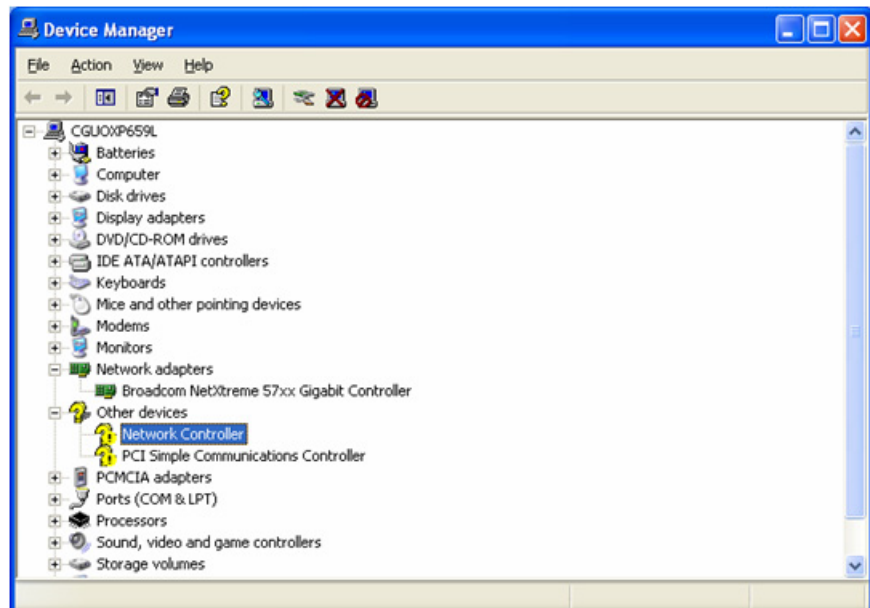 Device Manager
File Action View Help
CGUOXP659L
Batteries
Computer
Disk drives
Display adapters
DVD/CD-ROM drives
IDE ATA/ATAPI controllers
Keyboards
Mice and other pointing devices
Modems
Monitors
Network adapters
Broadcom NetXtreme 57xx Gigabit Controller
Other devices
Network Controller
PCI Simple Communications Controller
PCMCIA adapters
Ports (COM & LPT)
Processors
Sound, video and game controllers
Storage volumes